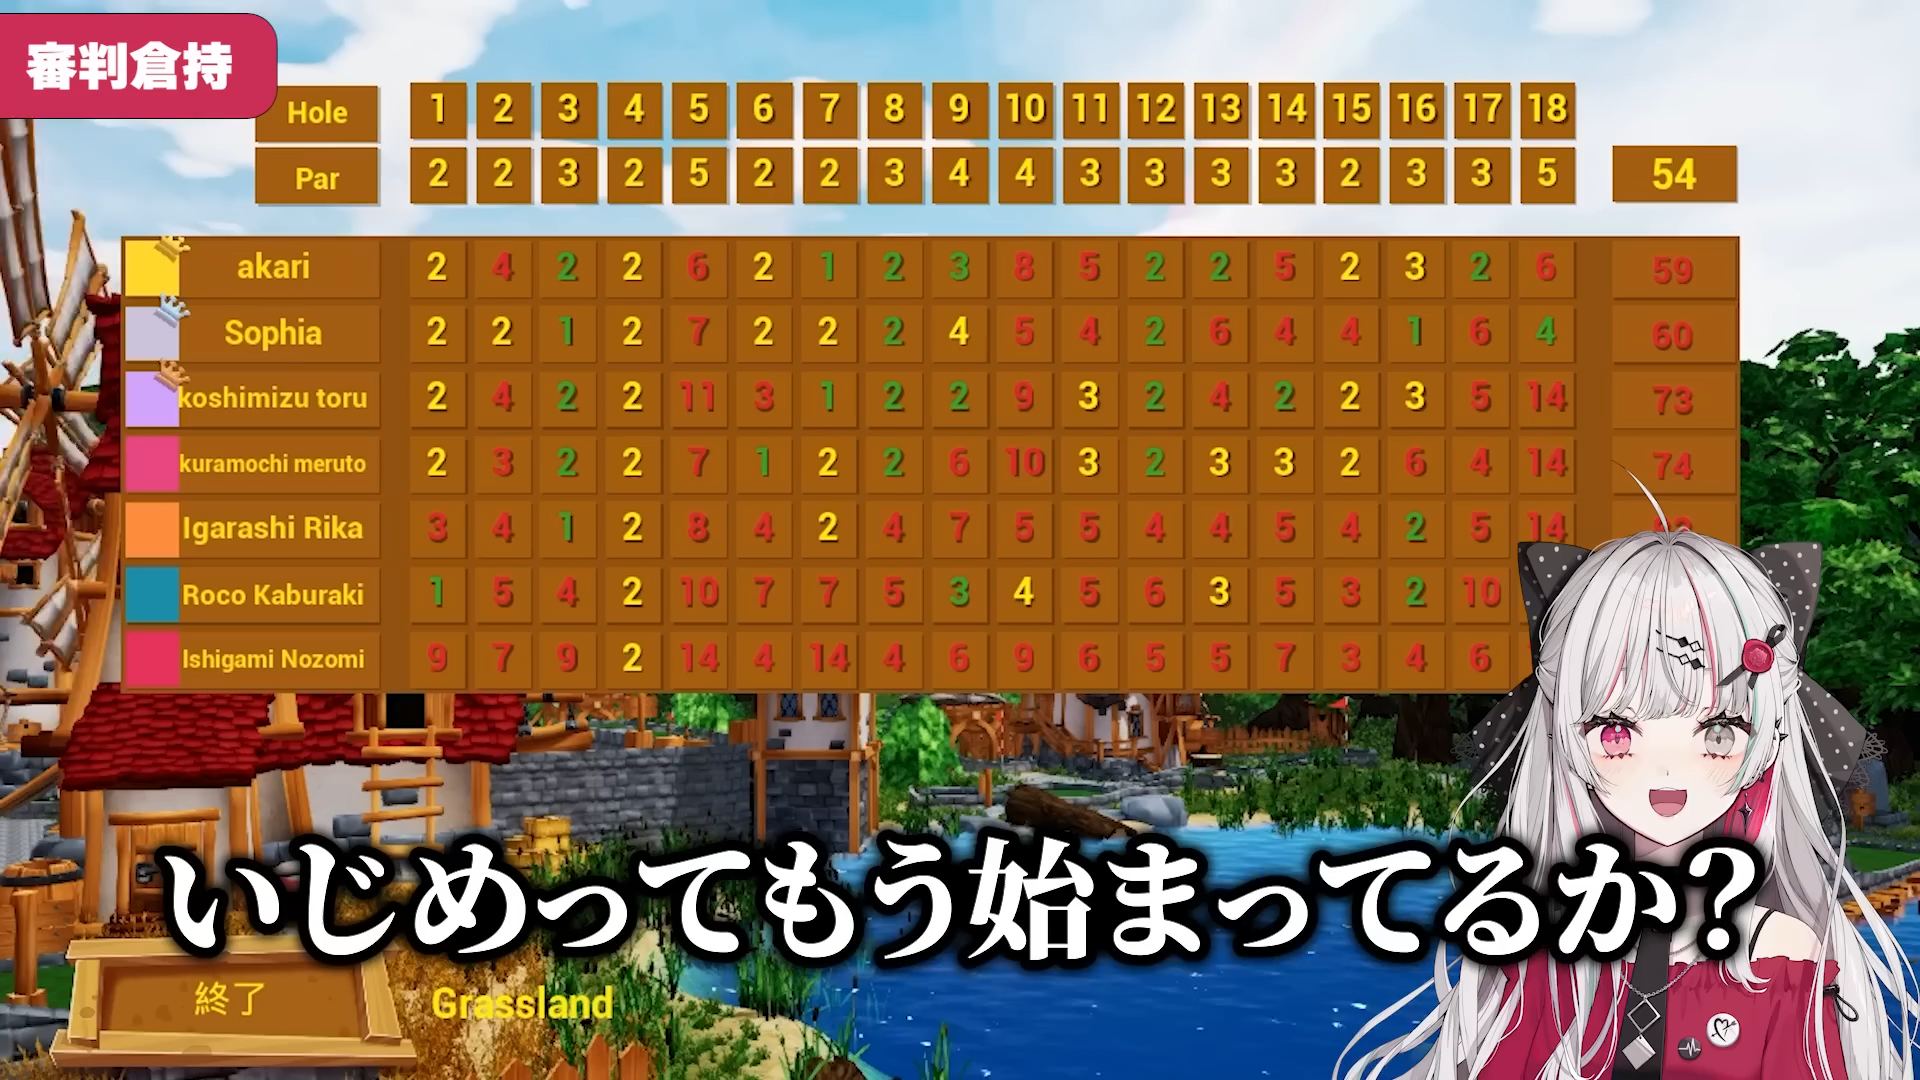 審判倉持
Hole 1 2 3 4 5 6 7 8 9 10 11 12 13 14 15 16 17 18
Par 2 2 3 2 5 2 2 3 4 4 3 3 3 3 2 3 3 5 54
akari 2 4 2 2 6 2 1 2 3 8 5 2 2 5 2 3 2 6 59
Sophia 2 2 1 2 7 2 2 2 4 5 4 2 6 4 4 1 6 4 60
koshimizu toru 2 4 2 2 11 3 1 2 2 9 3 2 4 2 2 3 5 14 73
kuramochi meruto 2 3 2 2 7 1 2 2 6 10 3 2 3 3 2 6 4 14 74
Igarashi Rika 3 4 1 2 8 4 2 4 7 5 5 4 4 5 4 2 5 14
Roco Kaburaki 1 5 4 2 10 7 7 5 3 4 5 6 3 5 3 2 10
Ishigami Nozomi 9 7 9 2 14 4 14 4 6 9 6 5 5 7 3 4 6
いじめってもう始まってるか?
終了
Grassland